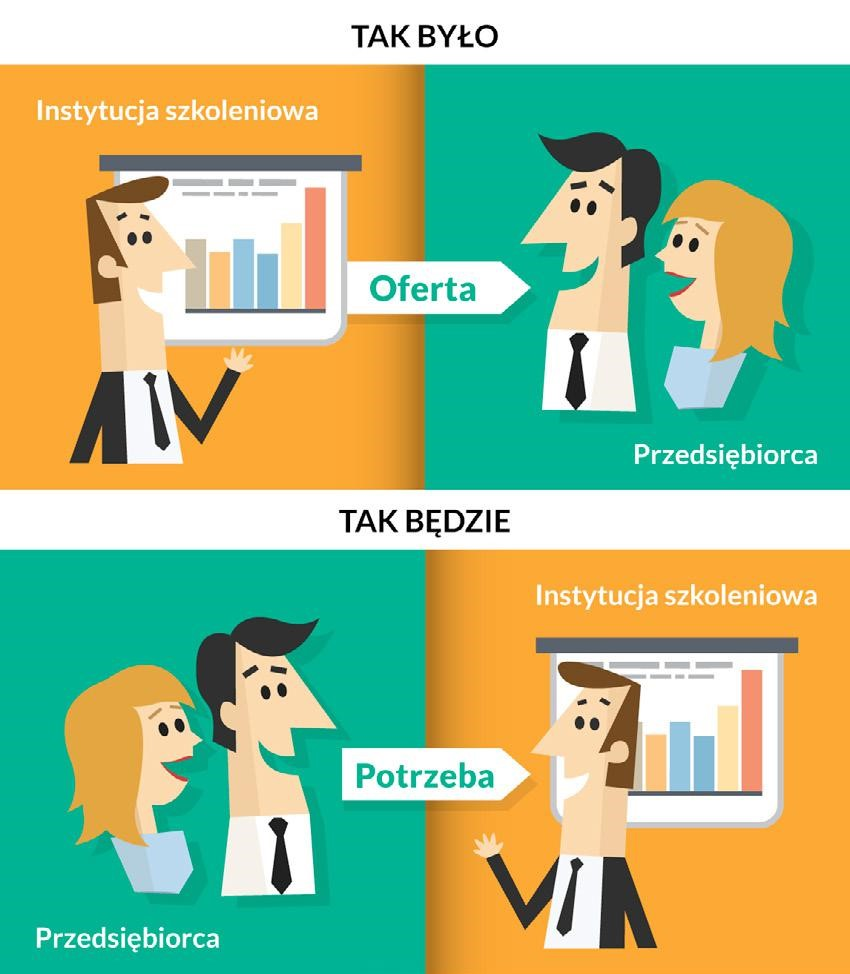 TAK BYŁO
Instytucja szkoleniowa
Oferta
Przedsiębiorca
TAK BĘDZIE
Instytucja szkoleniowa
Potrzeba
Przedsiębiorca